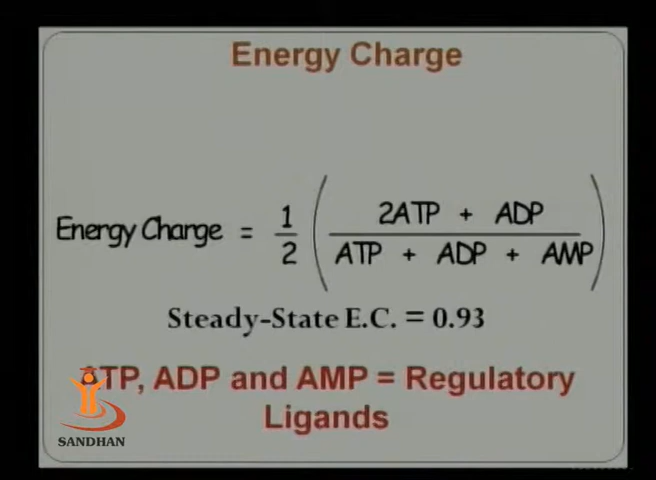 Energy Charge
Energy Charge = 1/2 ( 2ATP + ADP / ATP + ADP + AMP )
Steady-State E.C. = 0.93
ATP, ADP and AMP = Regulatory
Ligands
SANDHAN